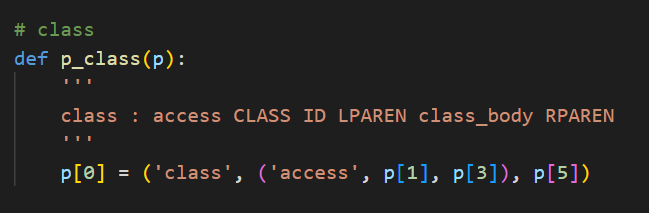 # class
def p_class(p):
    '''
    class : access CLASS ID LPAREN class_body RPAREN
    '''
    p[0] = ('class', ('access', p[1], p[3]), p[5])